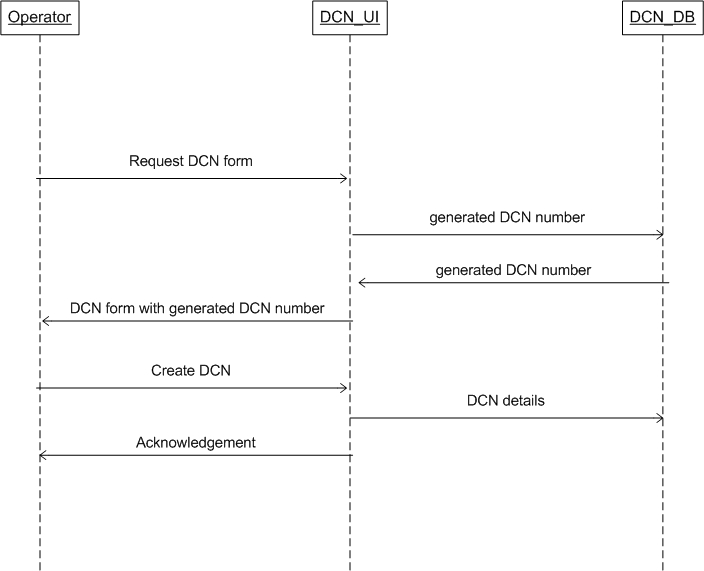 Operator
DCN_UI
DCN_DB
Request DCN form
generated DCN number
generated DCN number
DCN form with generated DCN number
Create DCN
DCN details
Acknowledgement